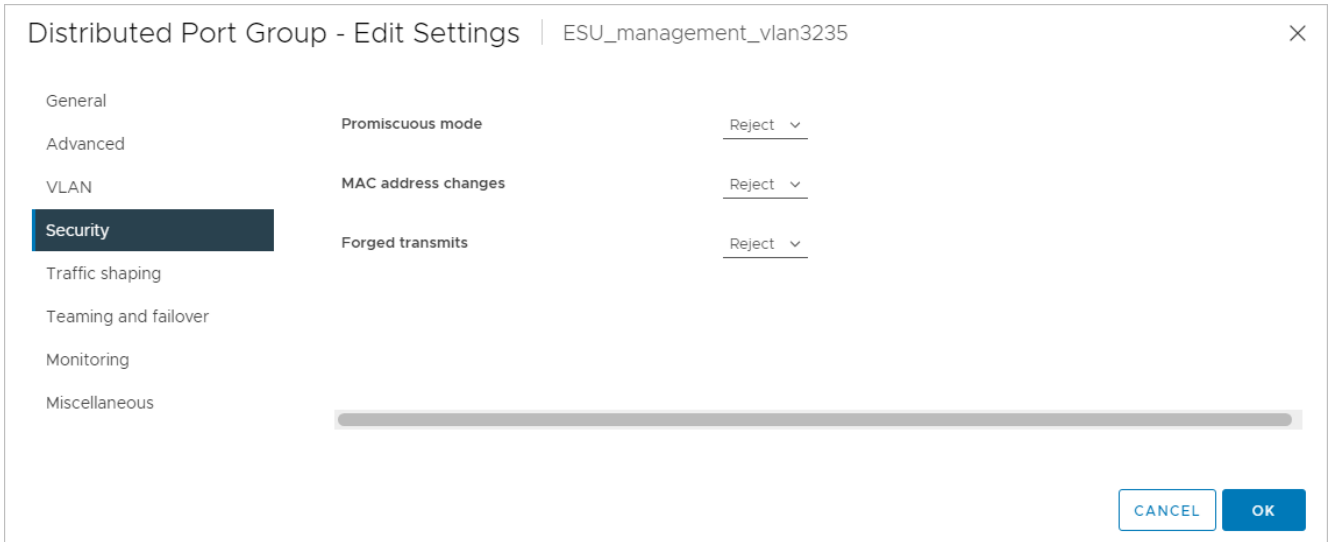 Distributed Port Group - Edit Settings | ESU_management_vlan3235
General
Advanced
VLAN
Security
Traffic shaping
Teaming and failover
Monitoring
Miscellaneous
Promiscuous mode Reject
MAC address changes Reject
Forged transmits Reject
CANCEL OK